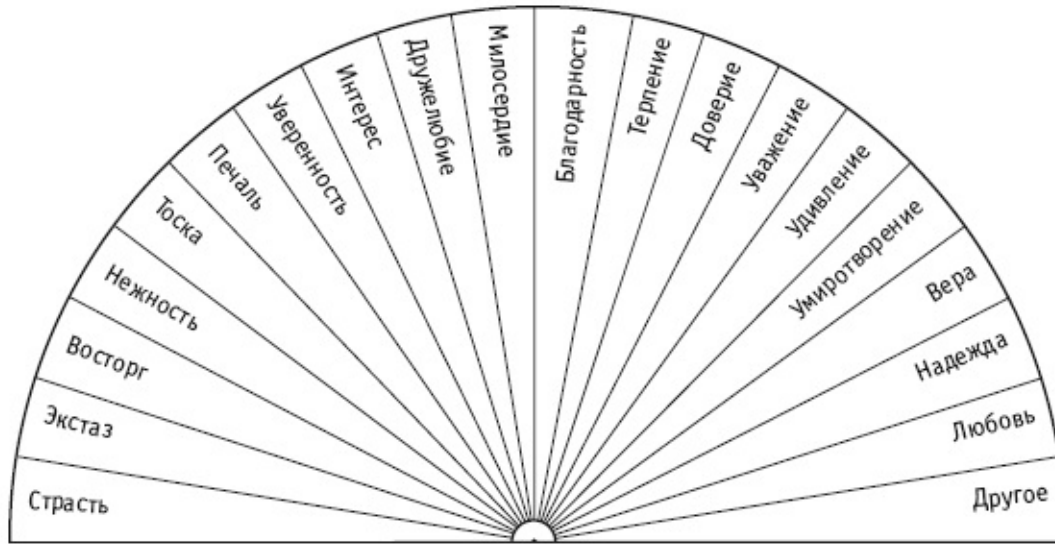 Страсть
Экстаз
Восторг
Нежность
Тоска
Печаль
Уверенность
Интерес
Дружелюбие
Милосердие
Благодарность
Терпение
Доверие
Уважение
Удивление
Умиротворение
Вера
Надежда
Любовь
Другое